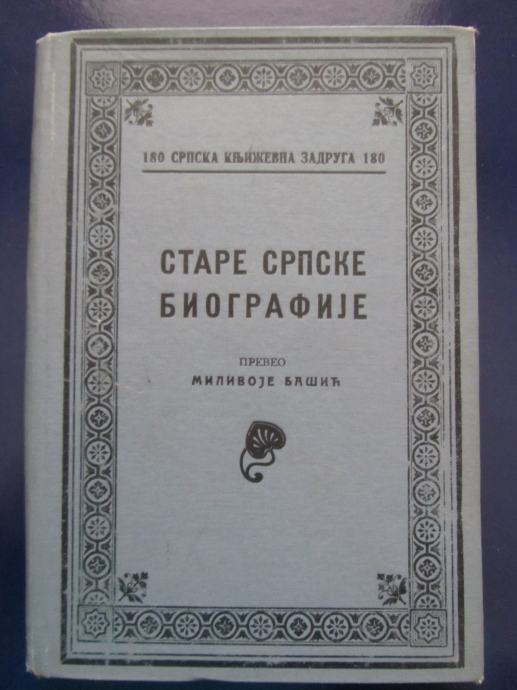 180 СРПСКА КЊИЖЕВНА ЗАДРУГА 180
СТАРЕ СРПСКЕ
БИОГРАФИЈЕ
ПРЕВЕО
МИЛИВОЈЕ БАШИЋ